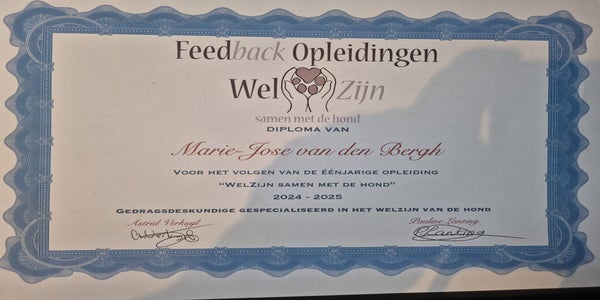 Feedback Opleidingen
WelZijn
samen met de hond
DIPLOMA VAN
Marie-Jose van den Bergh
VOOR HET VOLGEN VAN DE ÉÉNJARIGE OPLEIDING
"WELZIJN SAMEN MET DE HOND"
2024 - 2025
GEDRAGSDESKUNDIGE GESPECIALISEERD IN HET WELZIJN VAN DE HOND
Astrid Verkuyl Pauline Lanting